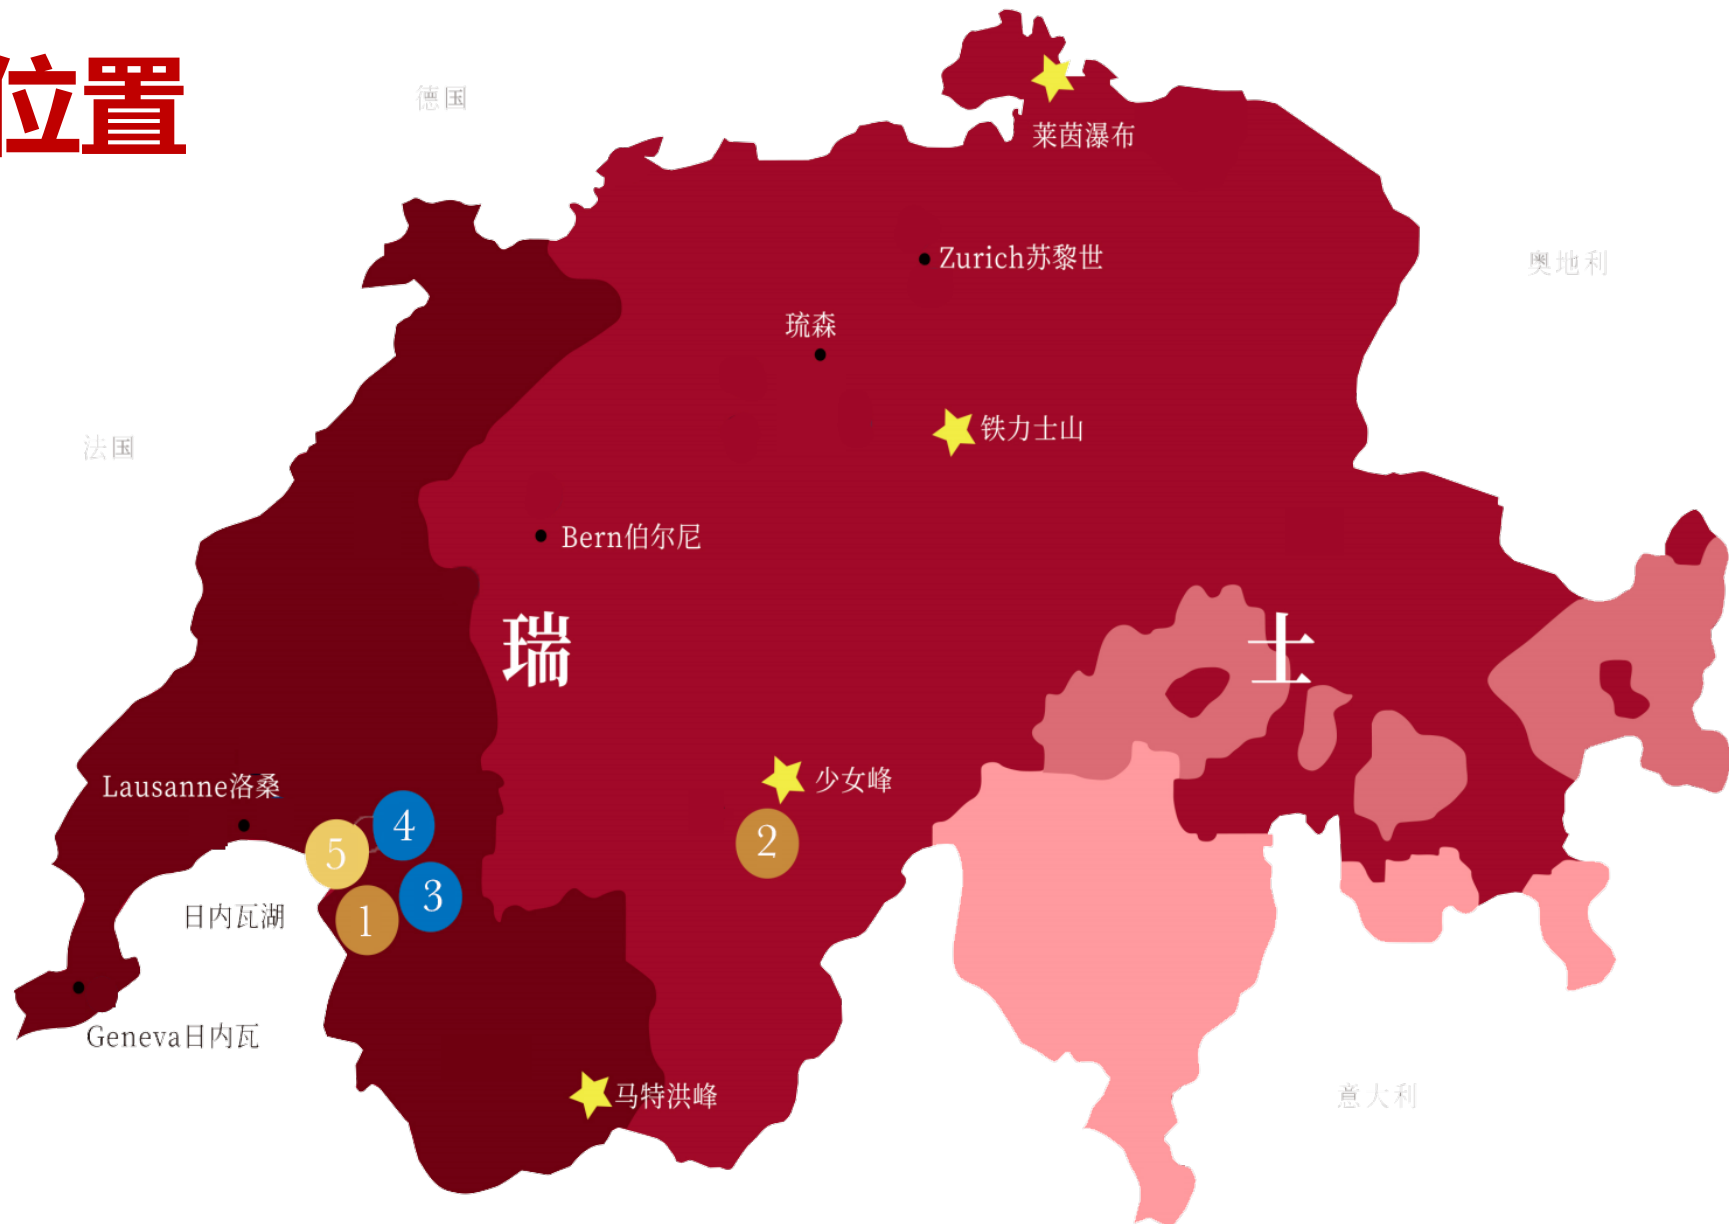 位置
德国
莱茵瀑布
Zurich苏黎世
奥地利
琉森
铁力士山
法国
Bern伯尔尼
瑞 士
少女峰
Lausanne洛桑
4
2
5
3
1
日内瓦湖
Geneva日内瓦
马特洪峰
意大利